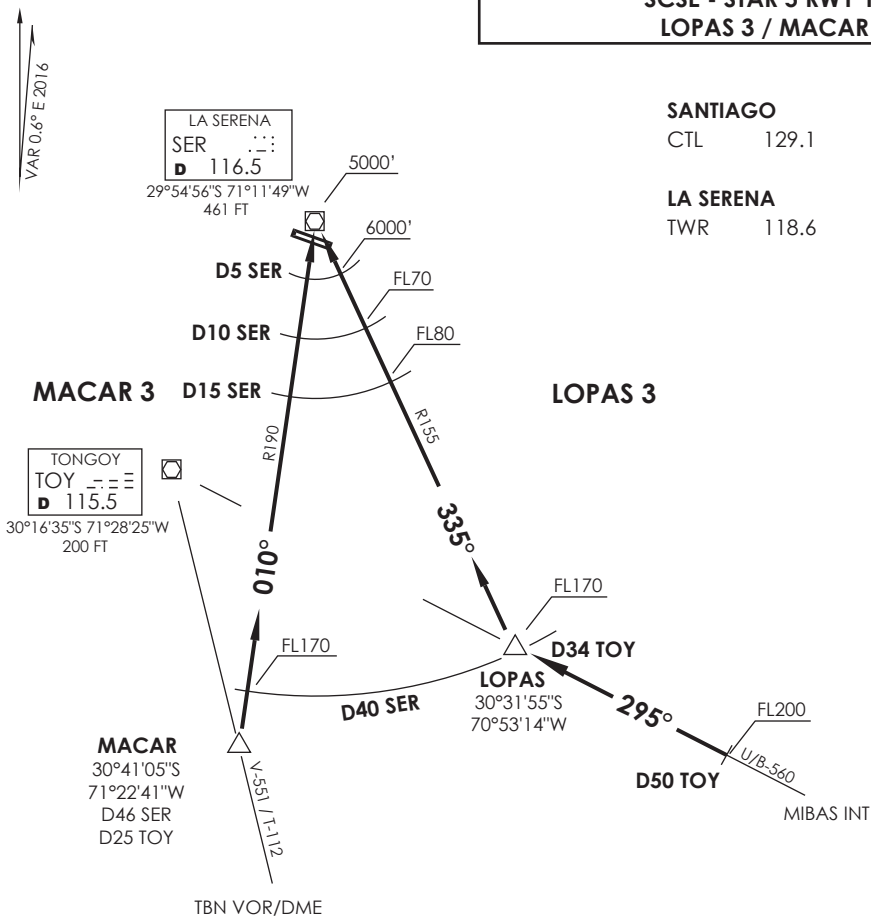 LOPAS 3 / MACAR
VAR 0.6° E 2016
SANTIAGO
CTL 129.1
LA SERENA
TWR 118.6
LA SERENA
SER
D 116.5
29°54'56"S 71°11'49"W
461 FT
5000'
6000'
D5 SER
FL70
D10 SER
FL80
D15 SER
MACAR 3
LOPAS 3
R190
R155
TONGOY
TOY
D 115.5
30°16'35"S 71°28'25"W
200 FT
010°
335°
FL170
FL170
D34 TOY
LOPAS
30°31'55"S
70°53'14"W
D40 SER
295°
FL200
U/B-560
D50 TOY
MIBAS INT
MACAR
30°41'05"S
71°22'41"W
D46 SER
D25 TOY
V-551 / T-112
TBN VOR/DME